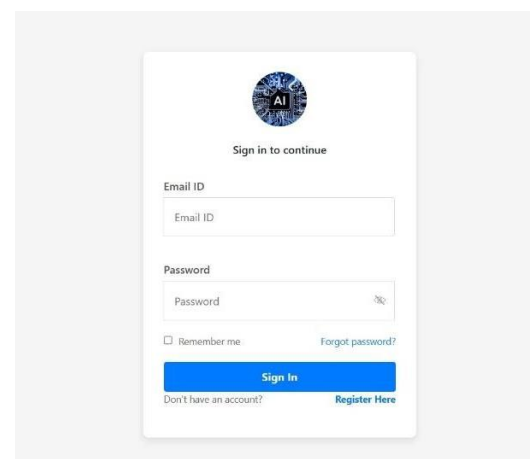 AI
Sign in to continue
Email ID
Email ID
Password
Password
Remember me Forgot password?
Sign In
Don't have an account? Register Here